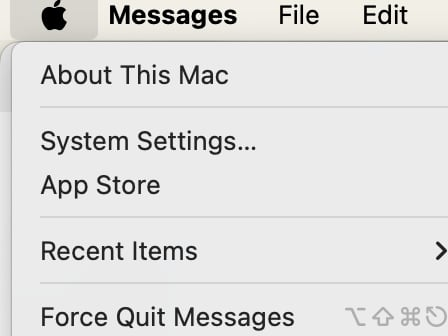 Messages File Edit
About This Mac
System Settings...
App Store
Recent Items
Force Quit Messages ⌥⇧⌘⎋